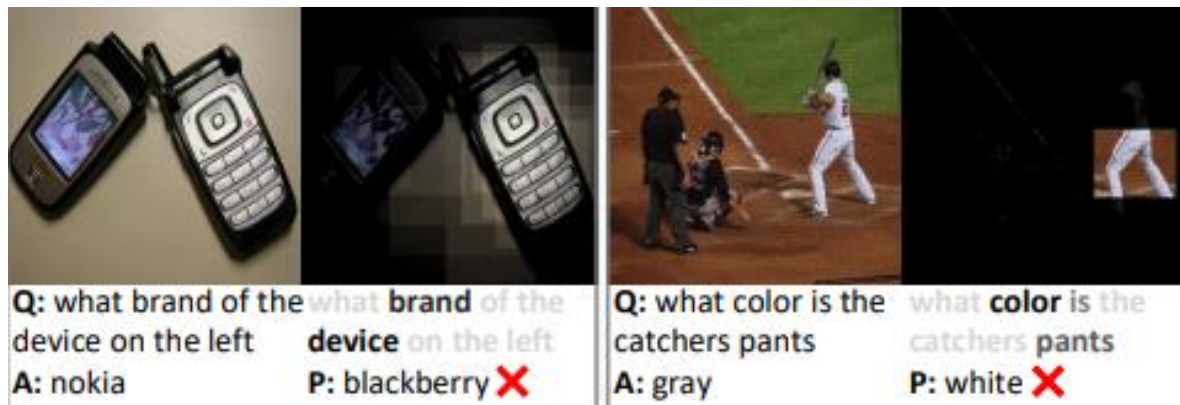 Q: what brand of the
device on the left
A: nokia
what brand of the
device on the left
P: blackberry ❌
Q: what color is the
catchers pants
A: gray
what color is the
catchers pants
P: white ❌